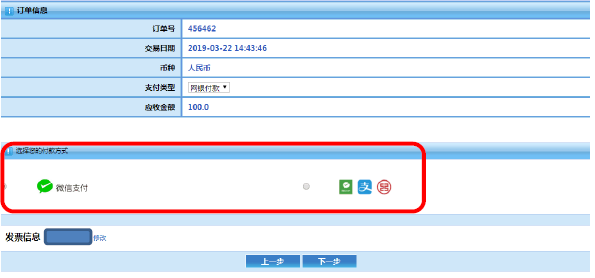 订单信息
订单号 456462
交易日期 2019-03-22 14:43:46
币种 人民币
支付类型 网银付款
应收金额 100.0
选择您的付款方式
微信支付 支
发票信息 修改
上一步 下一步